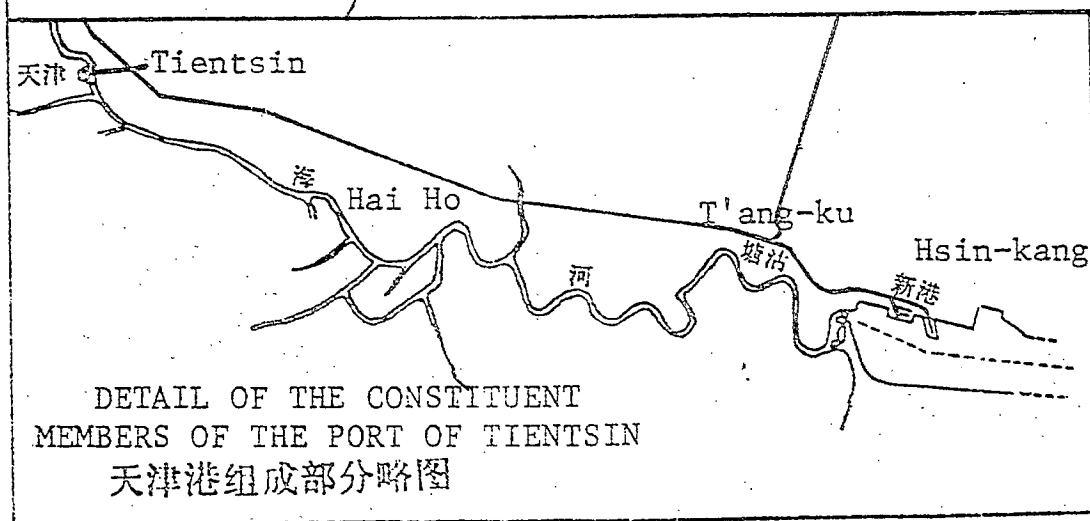 天津 Tientsin
海 Hai Ho
T'ang-ku
塘沽
Hsin-kang
河
新港
DETAIL OF THE CONSTITUENT
MEMBERS OF THE PORT OF TIENTSIN
天津港组成部分略图